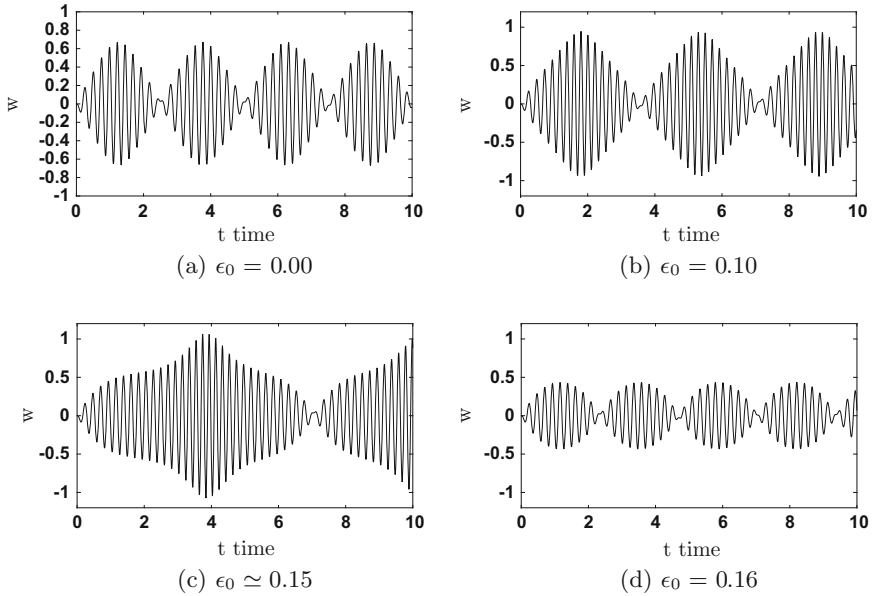 1
0.8
0.6
0.4
0.2
0
-0.2
-0.4
-0.6
-0.8
-1
w
0 2 4 6 8 10
t time
(a) ϵ₀ = 0.00
1
0.5
0
-0.5
-1
w
0 2 4 6 8 10
t time
(b) ϵ₀ = 0.10
1
0.5
0
-0.5
-1
w
0 2 4 6 8 10
t time
(c) ϵ₀ ≃ 0.15
1
0.5
0
-0.5
-1
w
0 2 4 6 8 10
t time
(d) ϵ₀ = 0.16